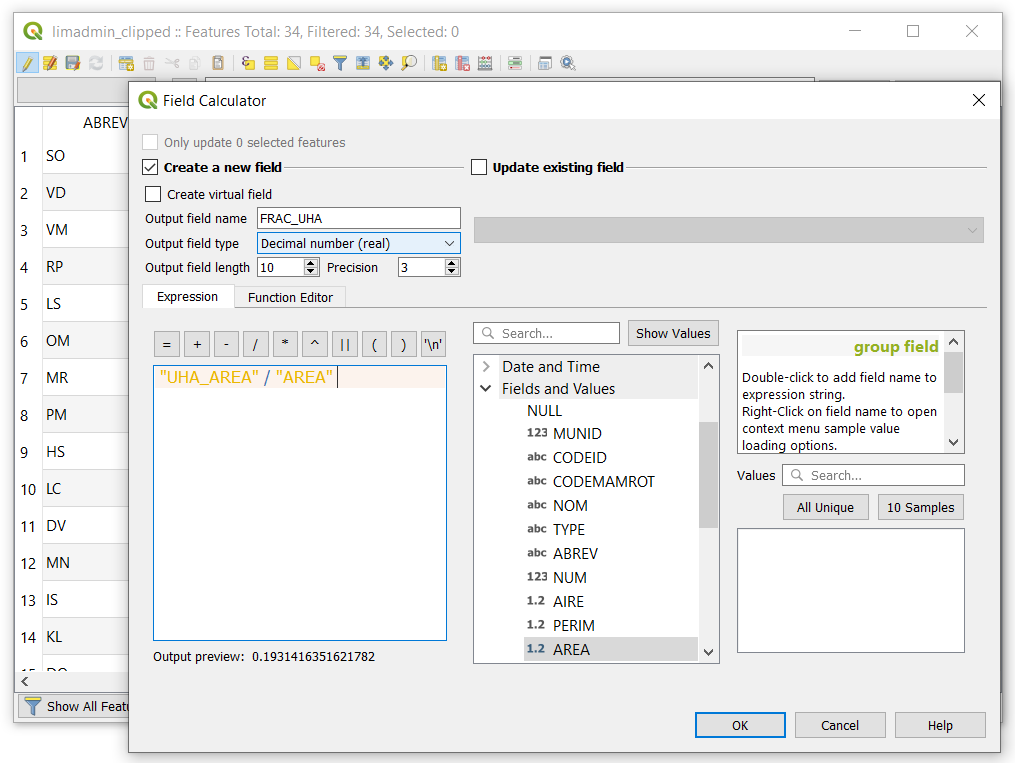 limadmin_clipped :: Features Total: 34, Filtered: 34, Selected: 0
Field Calculator
ABREV
1 SO
2 VD
3 VM
4 RP
5 LS
6 OM
7 MR
8 PM
9 HS
10 LC
11 DV
12 MN
13 IS
14 KL
Show All Featu
Only update 0 selected features
Create a new field
Update existing field
Create virtual field
Output field name FRAC_UHA
Output field type Decimal number (real)
Output field length 10 Precision 3
Expression Function Editor
= + - / * ^ || ( ) '\n'
"UHA_AREA" / "AREA"
Output preview: 0.1931416351621782
Search... Show Values
Date and Time
Fields and Values
NULL
123 MUNID
abc CODEID
abc CODEMAMROT
abc NOM
abc TYPE
abc ABREV
123 NUM
1.2 AIRE
1.2 PERIM
1.2 AREA
group field
Double-click to add field name to
expression string.
Right-Click on field name to open
context menu sample value
loading options.
Values Search...
All Unique 10 Samples
OK Cancel Help